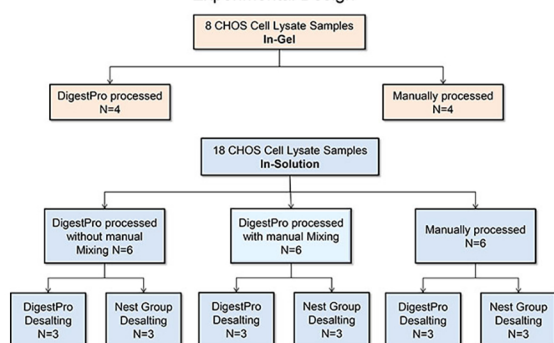 8 CHOS Cell Lysate Samples
In-Gel
DigestPro processed
N=4
Manually processed
N=4
18 CHOS Cell Lysate Samples
In-Solution
DigestPro processed
without manual
Mixing N=6
DigestPro processed
with manual Mixing
N=6
Manually processed
N=6
DigestPro
Desalting
N=3
Nest Group
Desalting
N=3
DigestPro
Desalting
N=3
Nest Group
Desalting
N=3
DigestPro
Desalting
N=3
Nest Group
Desalting
N=3